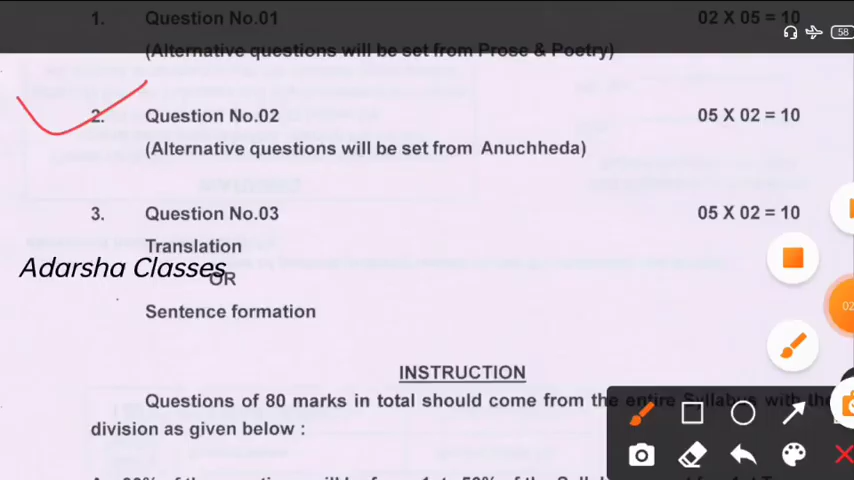 1. Question No.01 02 X 05 = 10
(Alternative questions will be set from Prose & Poetry)
58
2. Question No.02 05 X 02 = 10
(Alternative questions will be set from Anuchheda)
3. Question No.03 05 X 02 = 10
Translation
Adarsha Classes
OR
02
Sentence formation
INSTRUCTION
Questions of 80 marks in total should come from the entire Syllabus with the
division as given below :